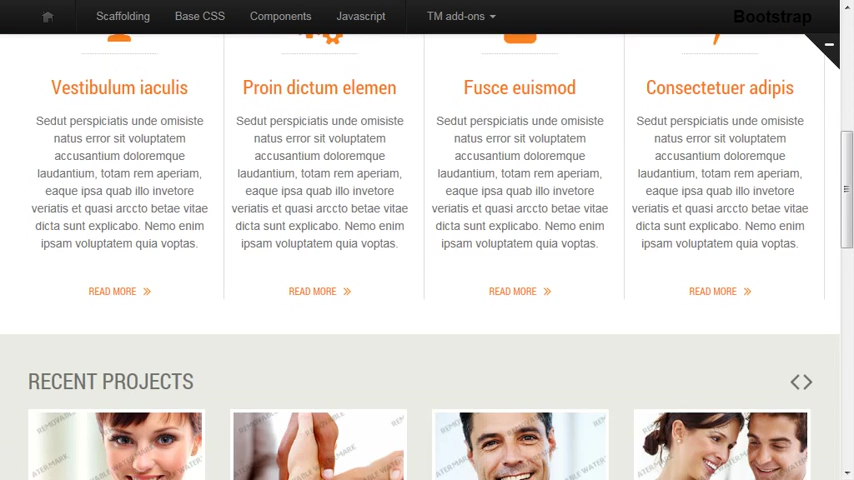 Scaffolding Base CSS Components Javascript TM add-ons Bootstrap
Vestibulum iaculis
Sedut perspiciatis unde omisiste
natus error sit voluptatem
accusantium doloremque
laudantium, totam rem aperiam,
eaque ipsa quab illo invetore
veriatis et quasi arccto betae vitae
dicta sunt explicabo. Nemo enim
ipsam voluptatem quia voptas.
READ MORE
Proin dictum elemen
Sedut perspiciatis unde omisiste
natus error sit voluptatem
accusantium doloremque
laudantium, totam rem aperiam,
eaque ipsa quab illo invetore
veriatis et quasi arccto betae vitae
dicta sunt explicabo. Nemo enim
ipsam voluptatem quia voptas.
READ MORE
Fusce euismod
Sedut perspiciatis unde omisiste
natus error sit voluptatem
accusantium doloremque
laudantium, totam rem aperiam,
eaque ipsa quab illo invetore
veriatis et quasi arccto betae vitae
dicta sunt explicabo. Nemo enim
ipsam voluptatem quia voptas.
READ MORE
Consectetuer adipis
Sedut perspiciatis unde omisiste
natus error sit voluptatem
accusantium doloremque
laudantium, totam rem aperiam,
eaque ipsa quab illo invetore
veriatis et quasi arccto betae vitae
dicta sunt explicabo. Nemo enim
ipsam voluptatem quia voptas.
READ MORE
RECENT PROJECTS